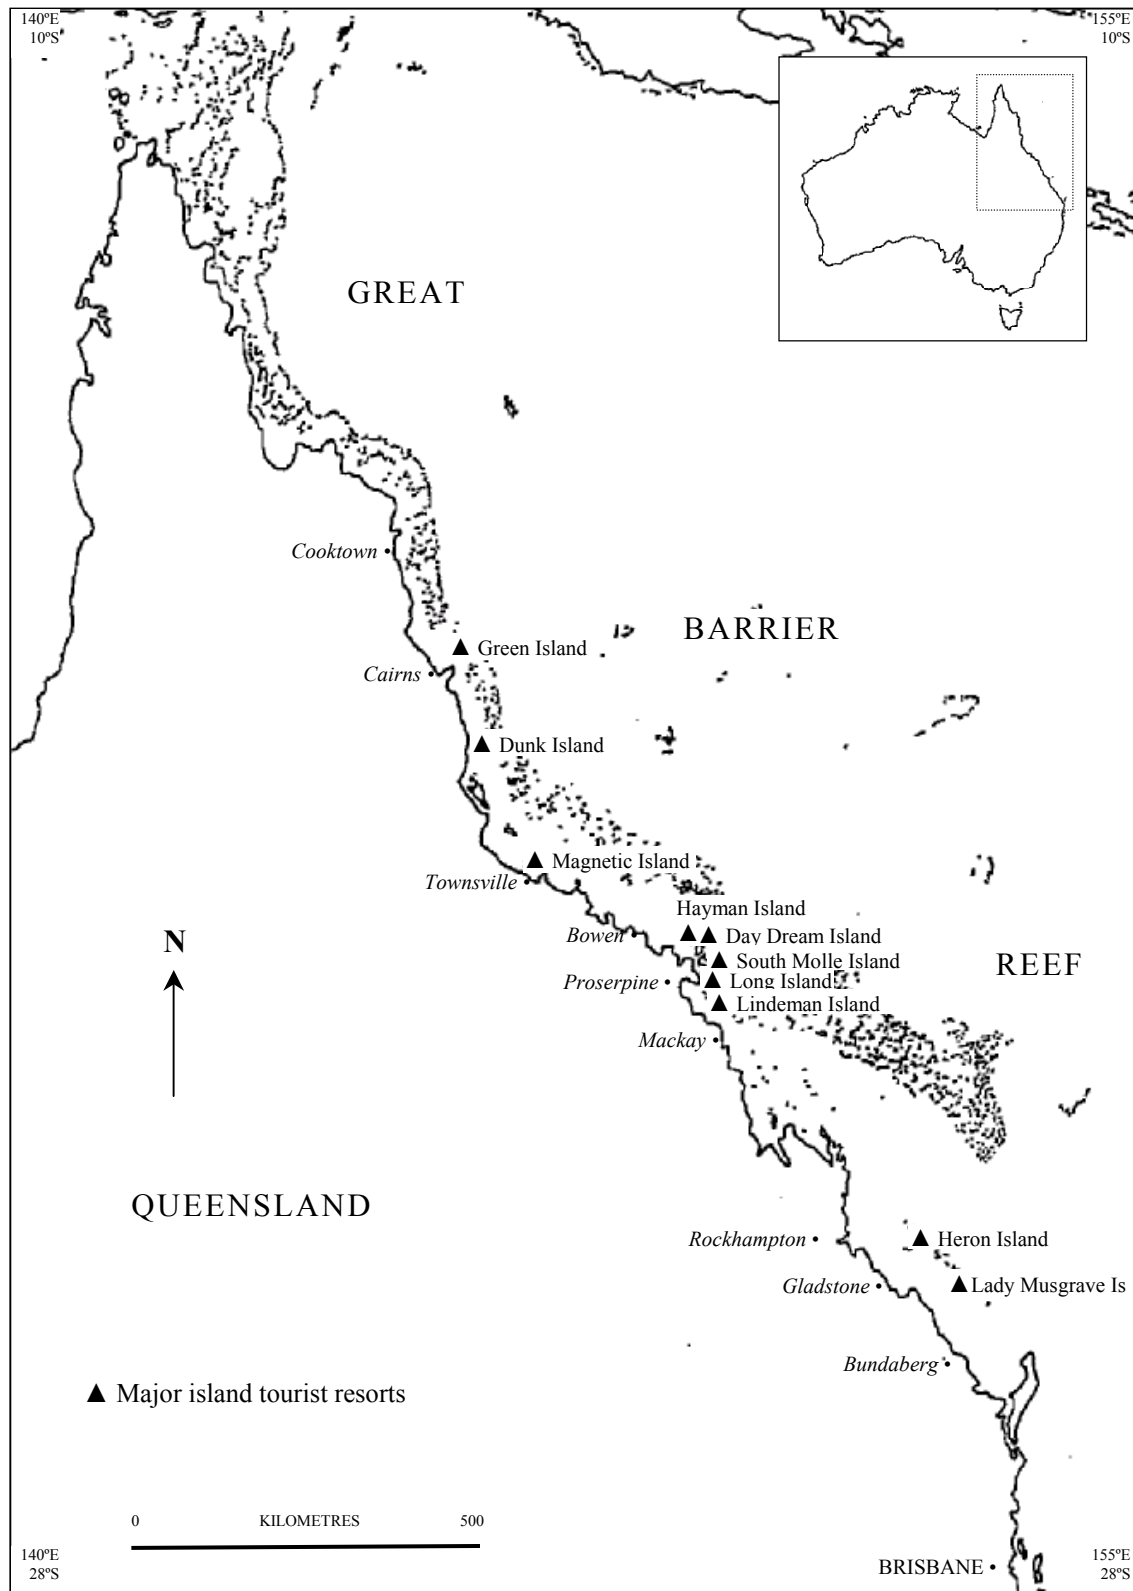 140ºE
10ºS
155ºE
10ºS
GREAT
Cooktown
BARRIER
Green Island
Cairns
Dunk Island
Magnetic Island
Townsville
Hayman Island
Bowen
Day Dream Island
REEF
South Molle Island
Proserpine
Long Island
Lindeman Island
Mackay
N
QUEENSLAND
Rockhampton
Heron Island
Gladstone
Lady Musgrave Is
Bundaberg
Major island tourist resorts
0 KILOMETRES 500
140ºE
28ºS
BRISBANE
155ºE
28ºS